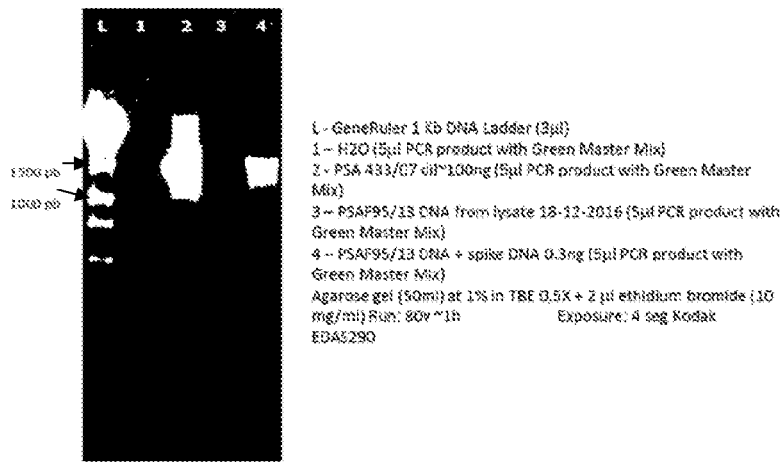 L 1 2 3 4
L - GeneRuler 1 Kb DNA Ladder (3µl)
1 – H2O (5µl PCR product with Green Master Mix)
2 - PSA 433/07 dil~100ng (5µl PCR product with Green Master
Mix)
3 – PSAF95/13 DNA from lysate 18-12-2016 (5µl PCR product with
Green Master Mix)
4 – PSAF95/13 DNA + spike DNA 0.3ng (5µl PCR product with
Green Master Mix)
Agarose gel (50ml) at 1% in TBE 0,5X + 2 µl ethidium bromide (10
mg/ml) Run: 80v ~1h Exposure: 4 seg Kodak
EDAS290
1500 pb
1000 pb